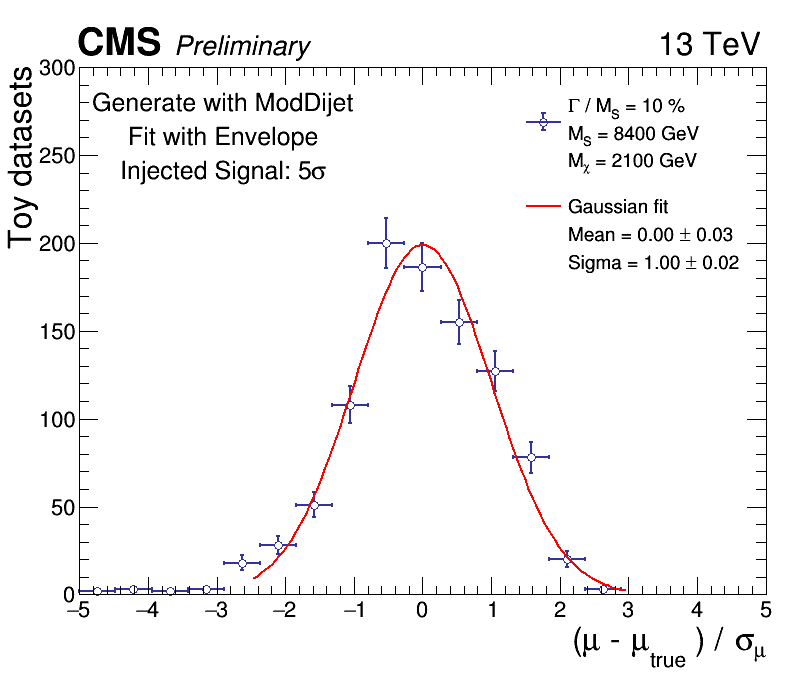 CMS Preliminary 13 TeV
Toy datasets
300
250
200
150
100
50
0
Generate with ModDijet
Fit with Envelope
Injected Signal: 5σ
Γ / M_S = 10 %
M_S = 8400 GeV
M_χ = 2100 GeV
Gaussian fit
Mean = 0.00 ± 0.03
Sigma = 1.00 ± 0.02
−5 −4 −3 −2 −1 0 1 2 3 4 5
(μ - μ_true) / σ_μ